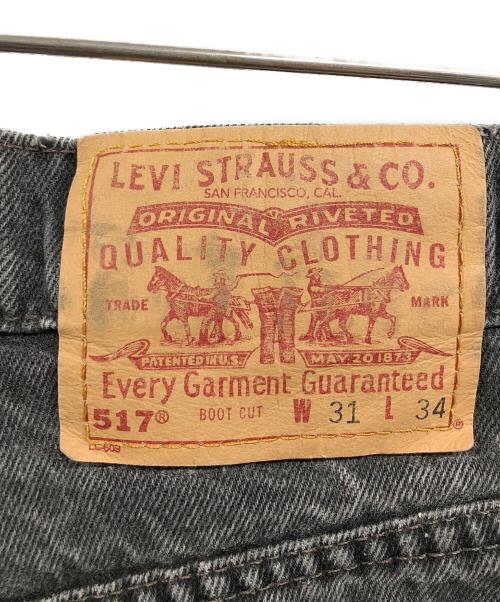 LEVI STRAUSS & CO.
SAN FRANCISCO, CAL.
ORIGINAL RIVETED
QUALITY CLOTHING
TRADE MARK
PATENTED IN U.S. MAY 20 1873
Every Garment Guaranteed
517® BOOT CUT W 31 L 34
®